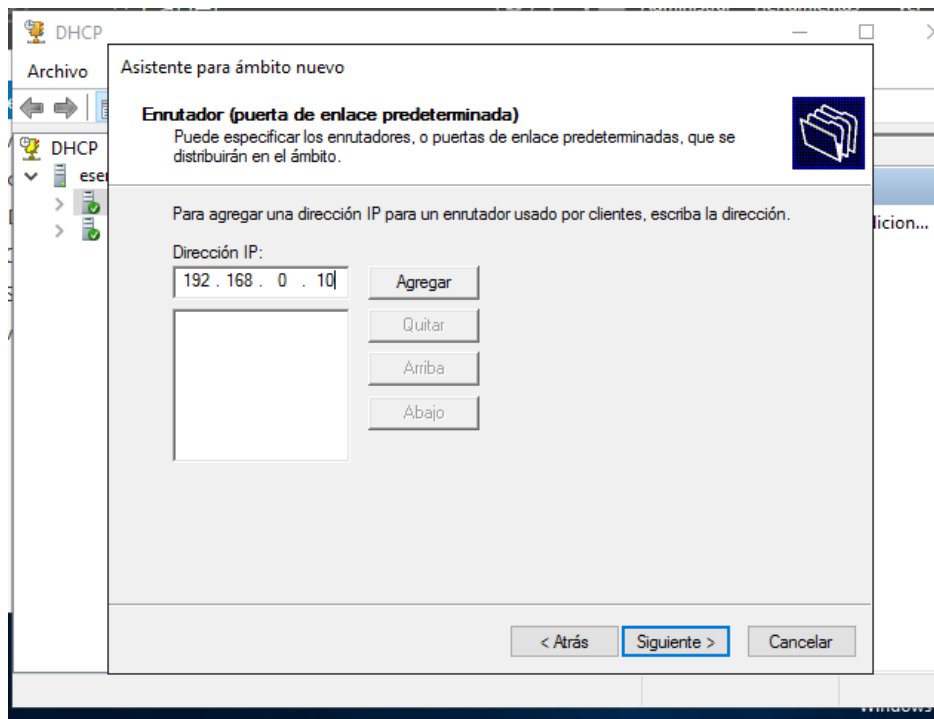 DHCP
Archivo
Asistente para ámbito nuevo
Enrutador (puerta de enlace predeterminada)
Puede especificar los enrutadores, o puertas de enlace predeterminadas, que se
distribuirán en el ámbito.
DHCP
Para agregar una dirección IP para un enrutador usado por clientes, escriba la dirección.
Dirección IP:
192 . 168 . 0 . 10
Agregar
Quitar
Arriba
Abajo
< Atrás
Siguiente >
Cancelar